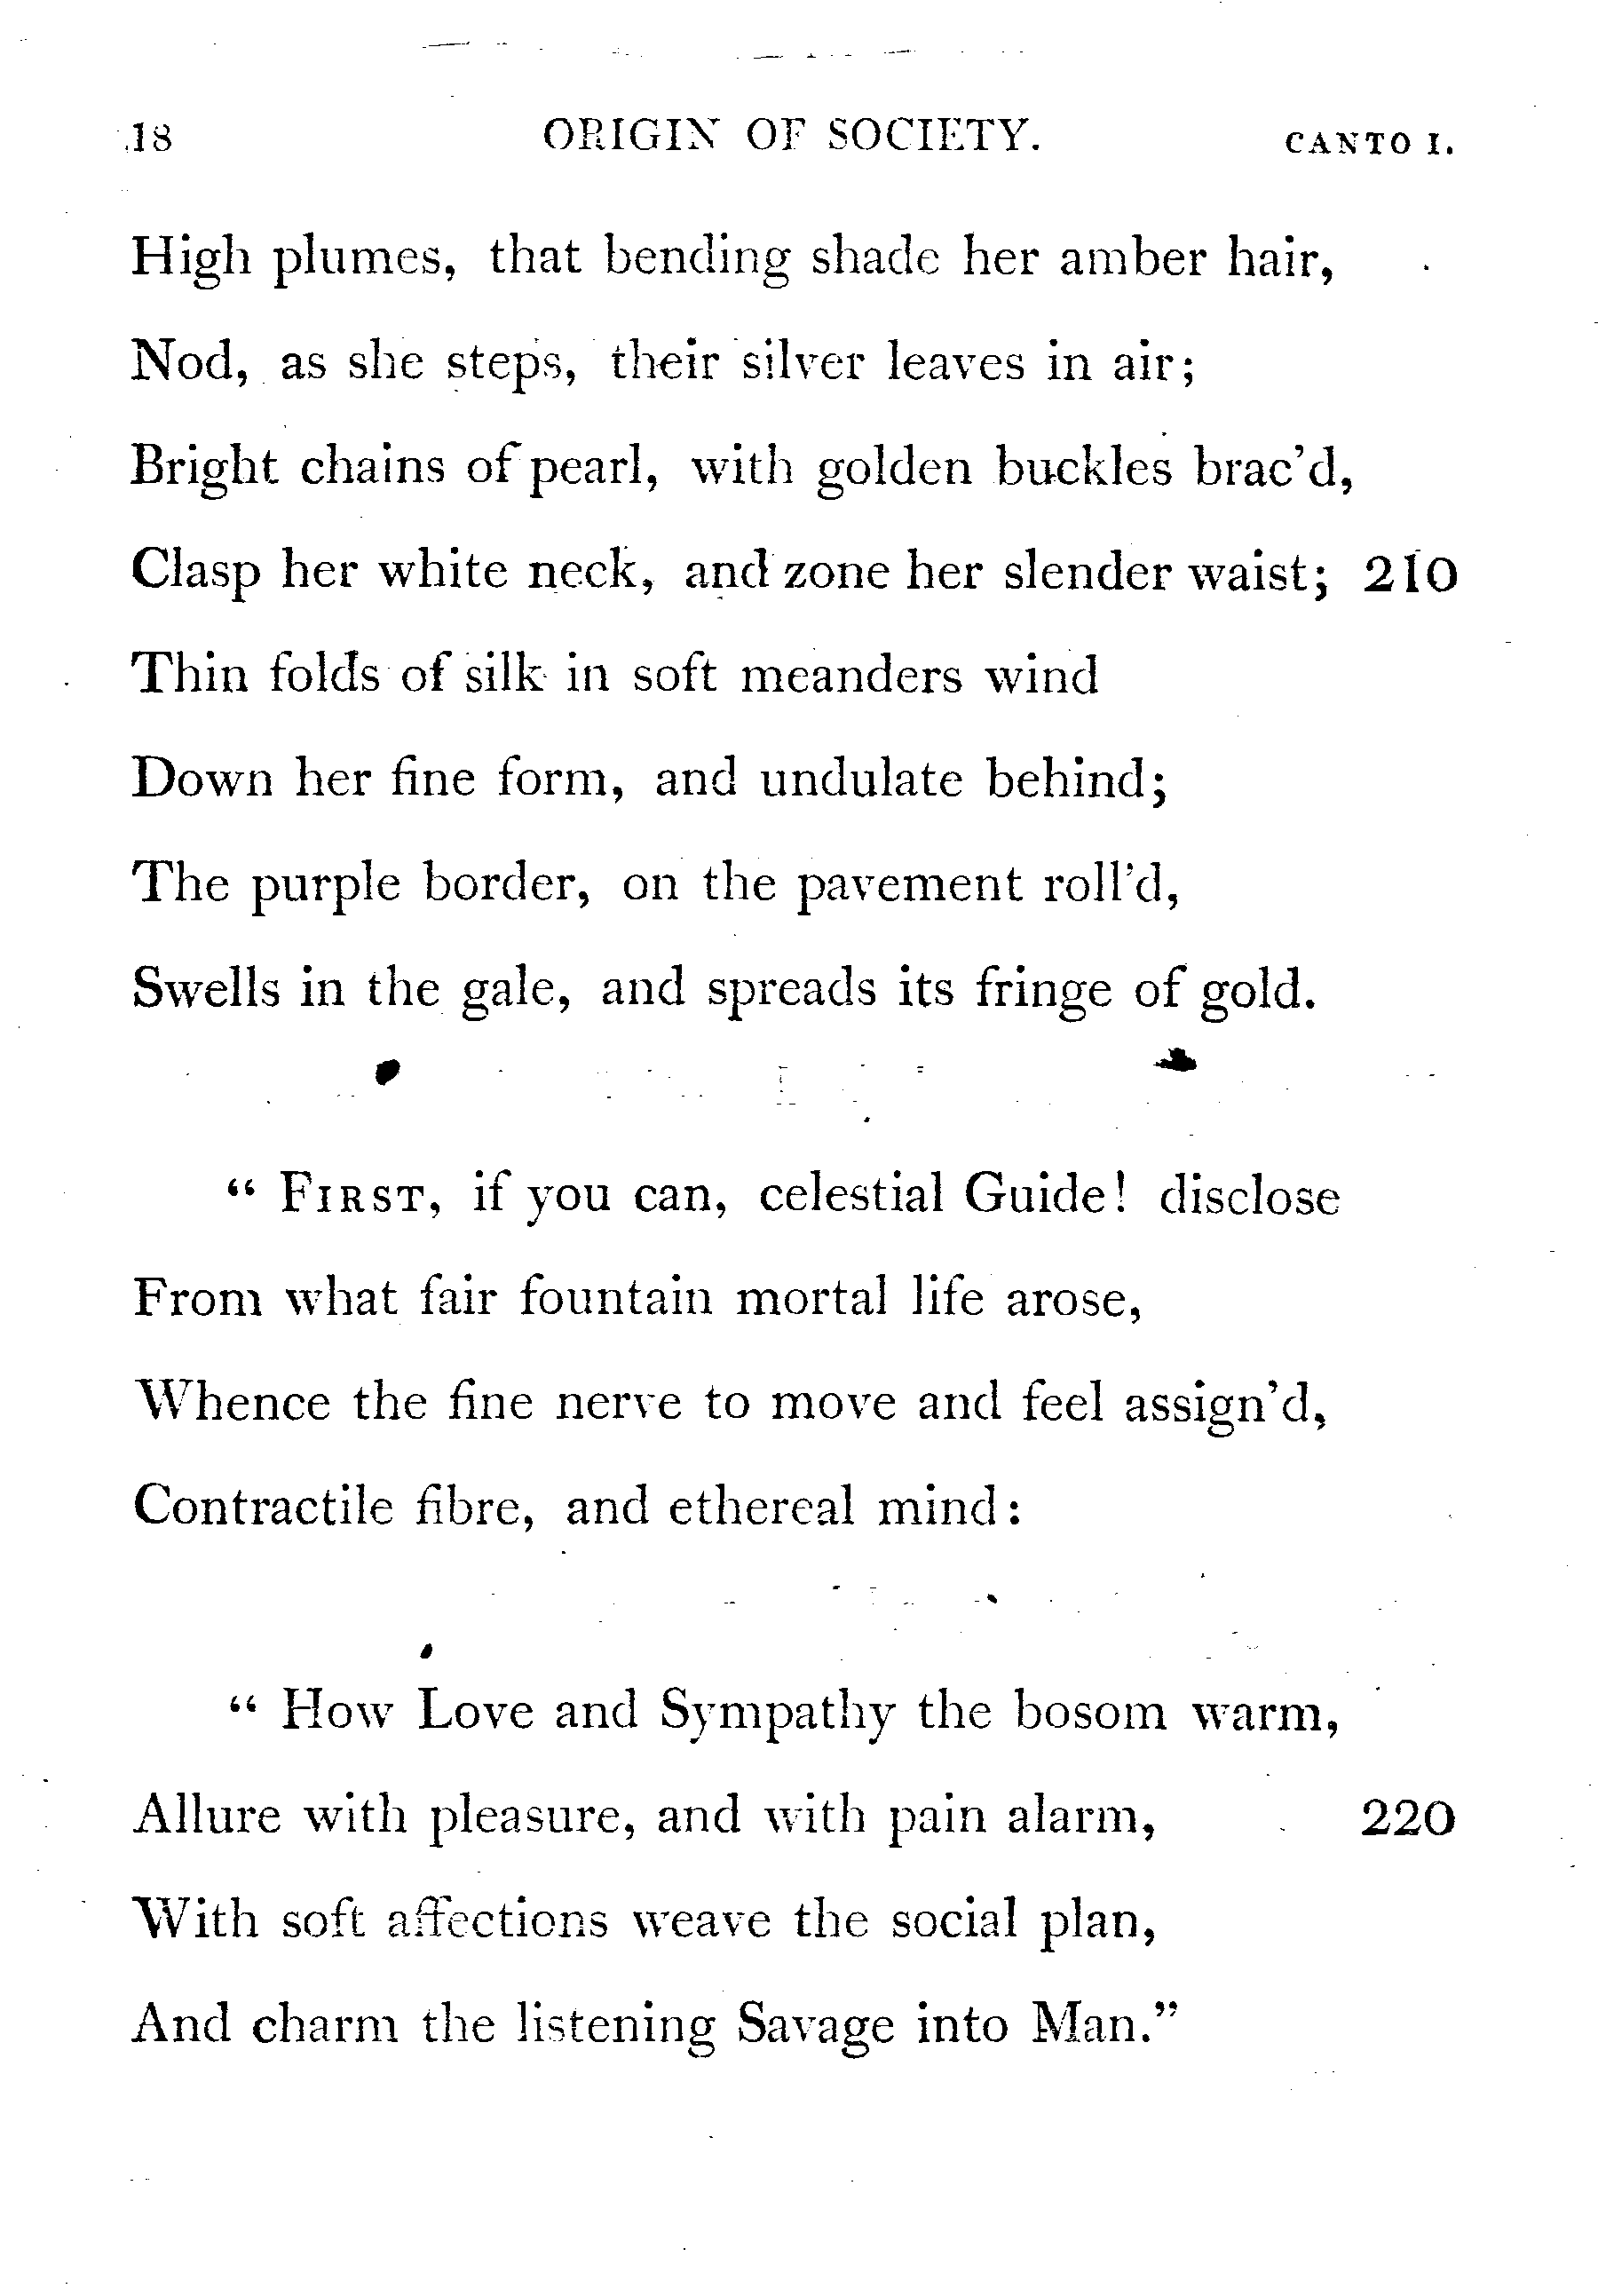 18 ORIGIN OF SOCIETY. CANTO I.
High plumes, that bending shade her amber hair,
Nod, as she steps, their silver leaves in air;
Bright chains of pearl, with golden buckles brac'd,
Clasp her white neck, and zone her slender waist; 210
Thin folds of silk in soft meanders wind
Down her fine form, and undulate behind;
The purple border, on the pavement roll'd,
Swells in the gale, and spreads its fringe of gold.
“ FIRST, if you can, celestial Guide! disclose
From what fair fountain mortal life arose,
Whence the fine nerve to move and feel assign'd,
Contractile fibre, and ethereal mind:
“ How Love and Sympathy the bosom warm,
Allure with pleasure, and with pain alarm, 220
With soft affections weave the social plan,
And charm the listening Savage into Man.”